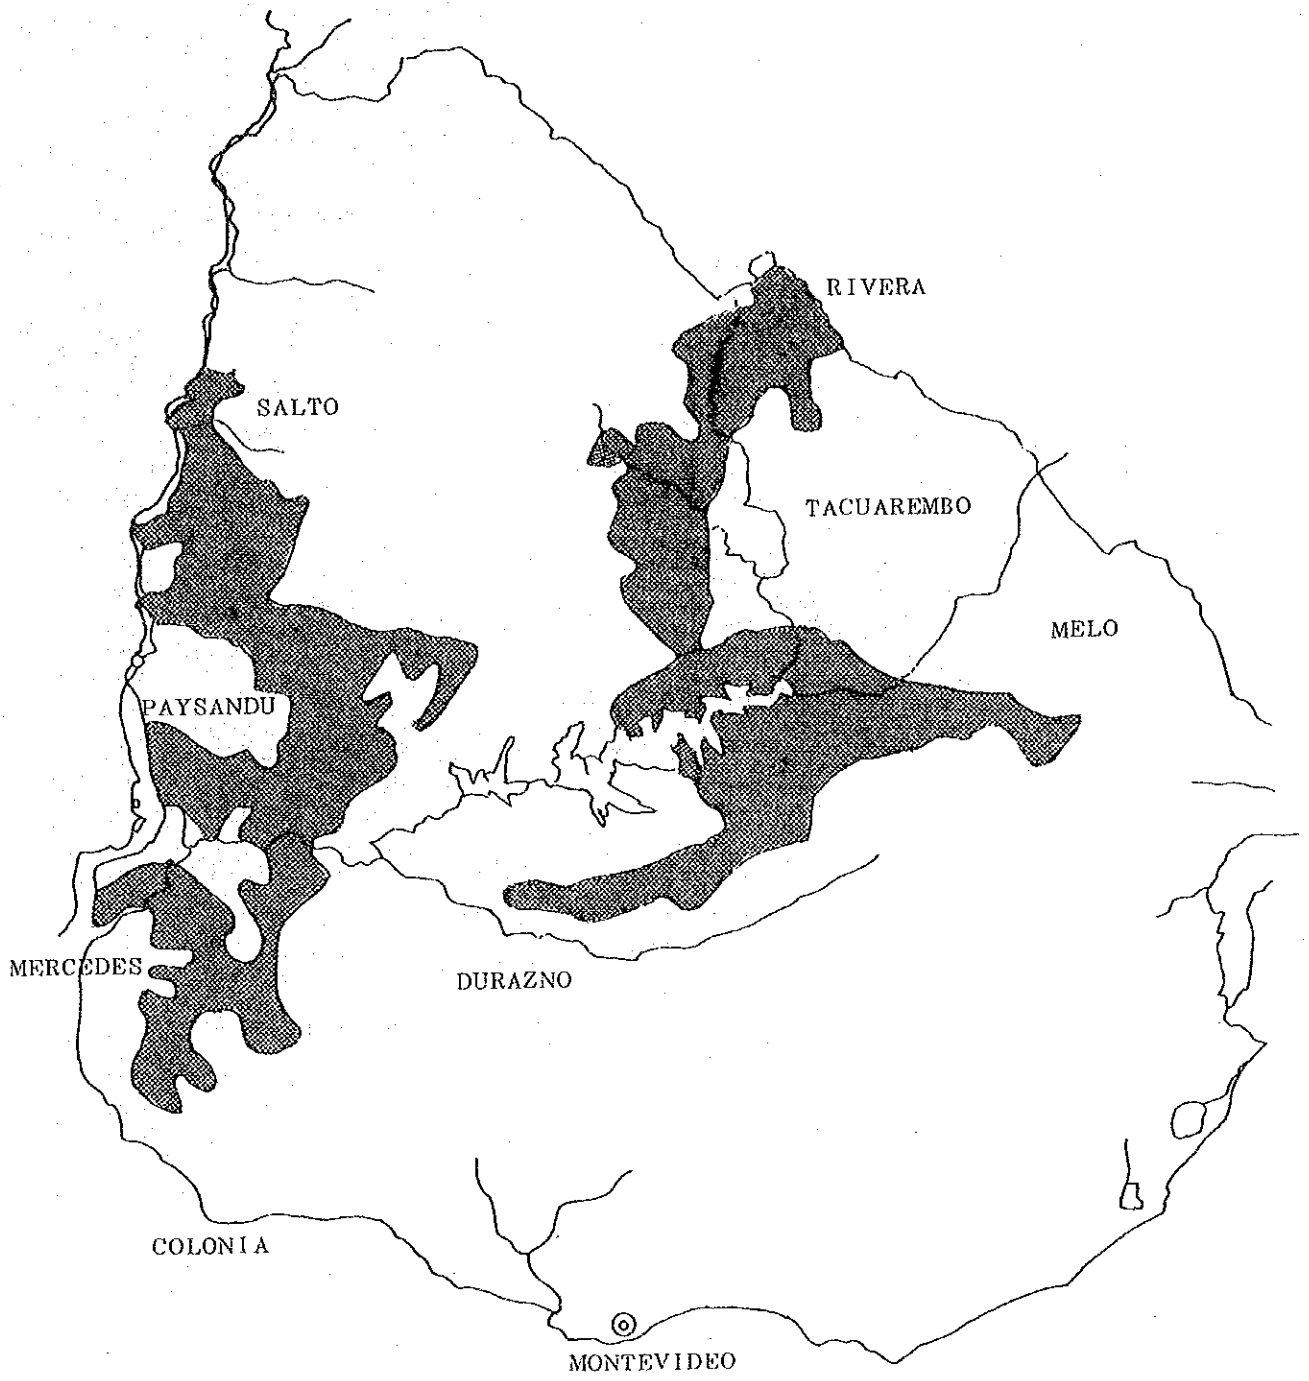 RIVERA
SALTO
TACUAREMBO
MELO
PAYSANDU
MERCEDES
DURAZNO
COLONIA
MONTEVIDEO